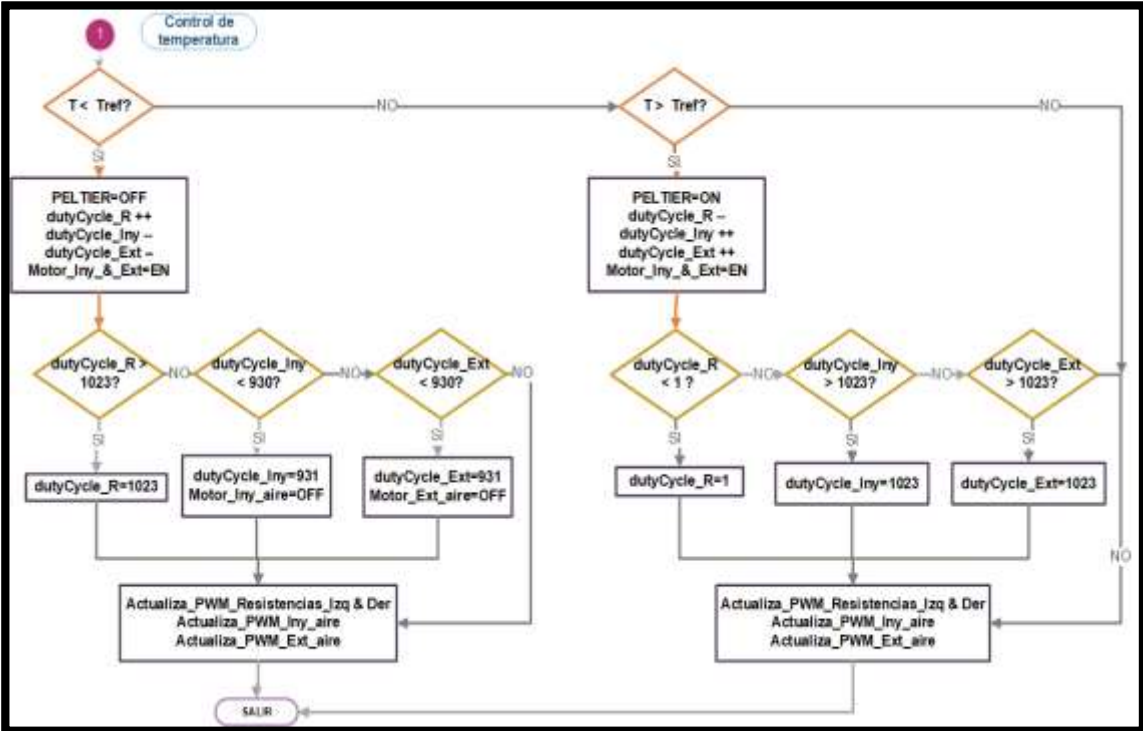 1
Control de
temperatura
T < Tref?
NO
T > Tref?
NO
SI
SI
PELTIER=OFF
dutyCycle_R ++
dutyCycle_Iny –
dutyCycle_Ext –
Motor_Iny_&_Ext=EN
PELTIER=ON
dutyCycle_R –
dutyCycle_Iny ++
dutyCycle_Ext ++
Motor_Iny_&_Ext=EN
dutyCycle_R >
1023?
NO
dutyCycle_Iny
< 930?
NO
dutyCycle_Ext
< 930?
NO
dutyCycle_R
< 1 ?
NO
dutyCycle_Iny
> 1023?
NO
dutyCycle_Ext
> 1023?
SI
SI
SI
SI
SI
SI
dutyCycle_R=1023
dutyCycle_Iny=931
Motor_Iny_aire=OFF
dutyCycle_Ext=931
Motor_Ext_aire=OFF
dutyCycle_R=1
dutyCycle_Iny=1023
dutyCycle_Ext=1023
NO
Actualiza_PWM_Resistencias_Izq & Der
Actualiza_PWM_Iny_aire
Actualiza_PWM_Ext_aire
Actualiza_PWM_Resistencias_Izq & Der
Actualiza_PWM_Iny_aire
Actualiza_PWM_Ext_aire
SALIR